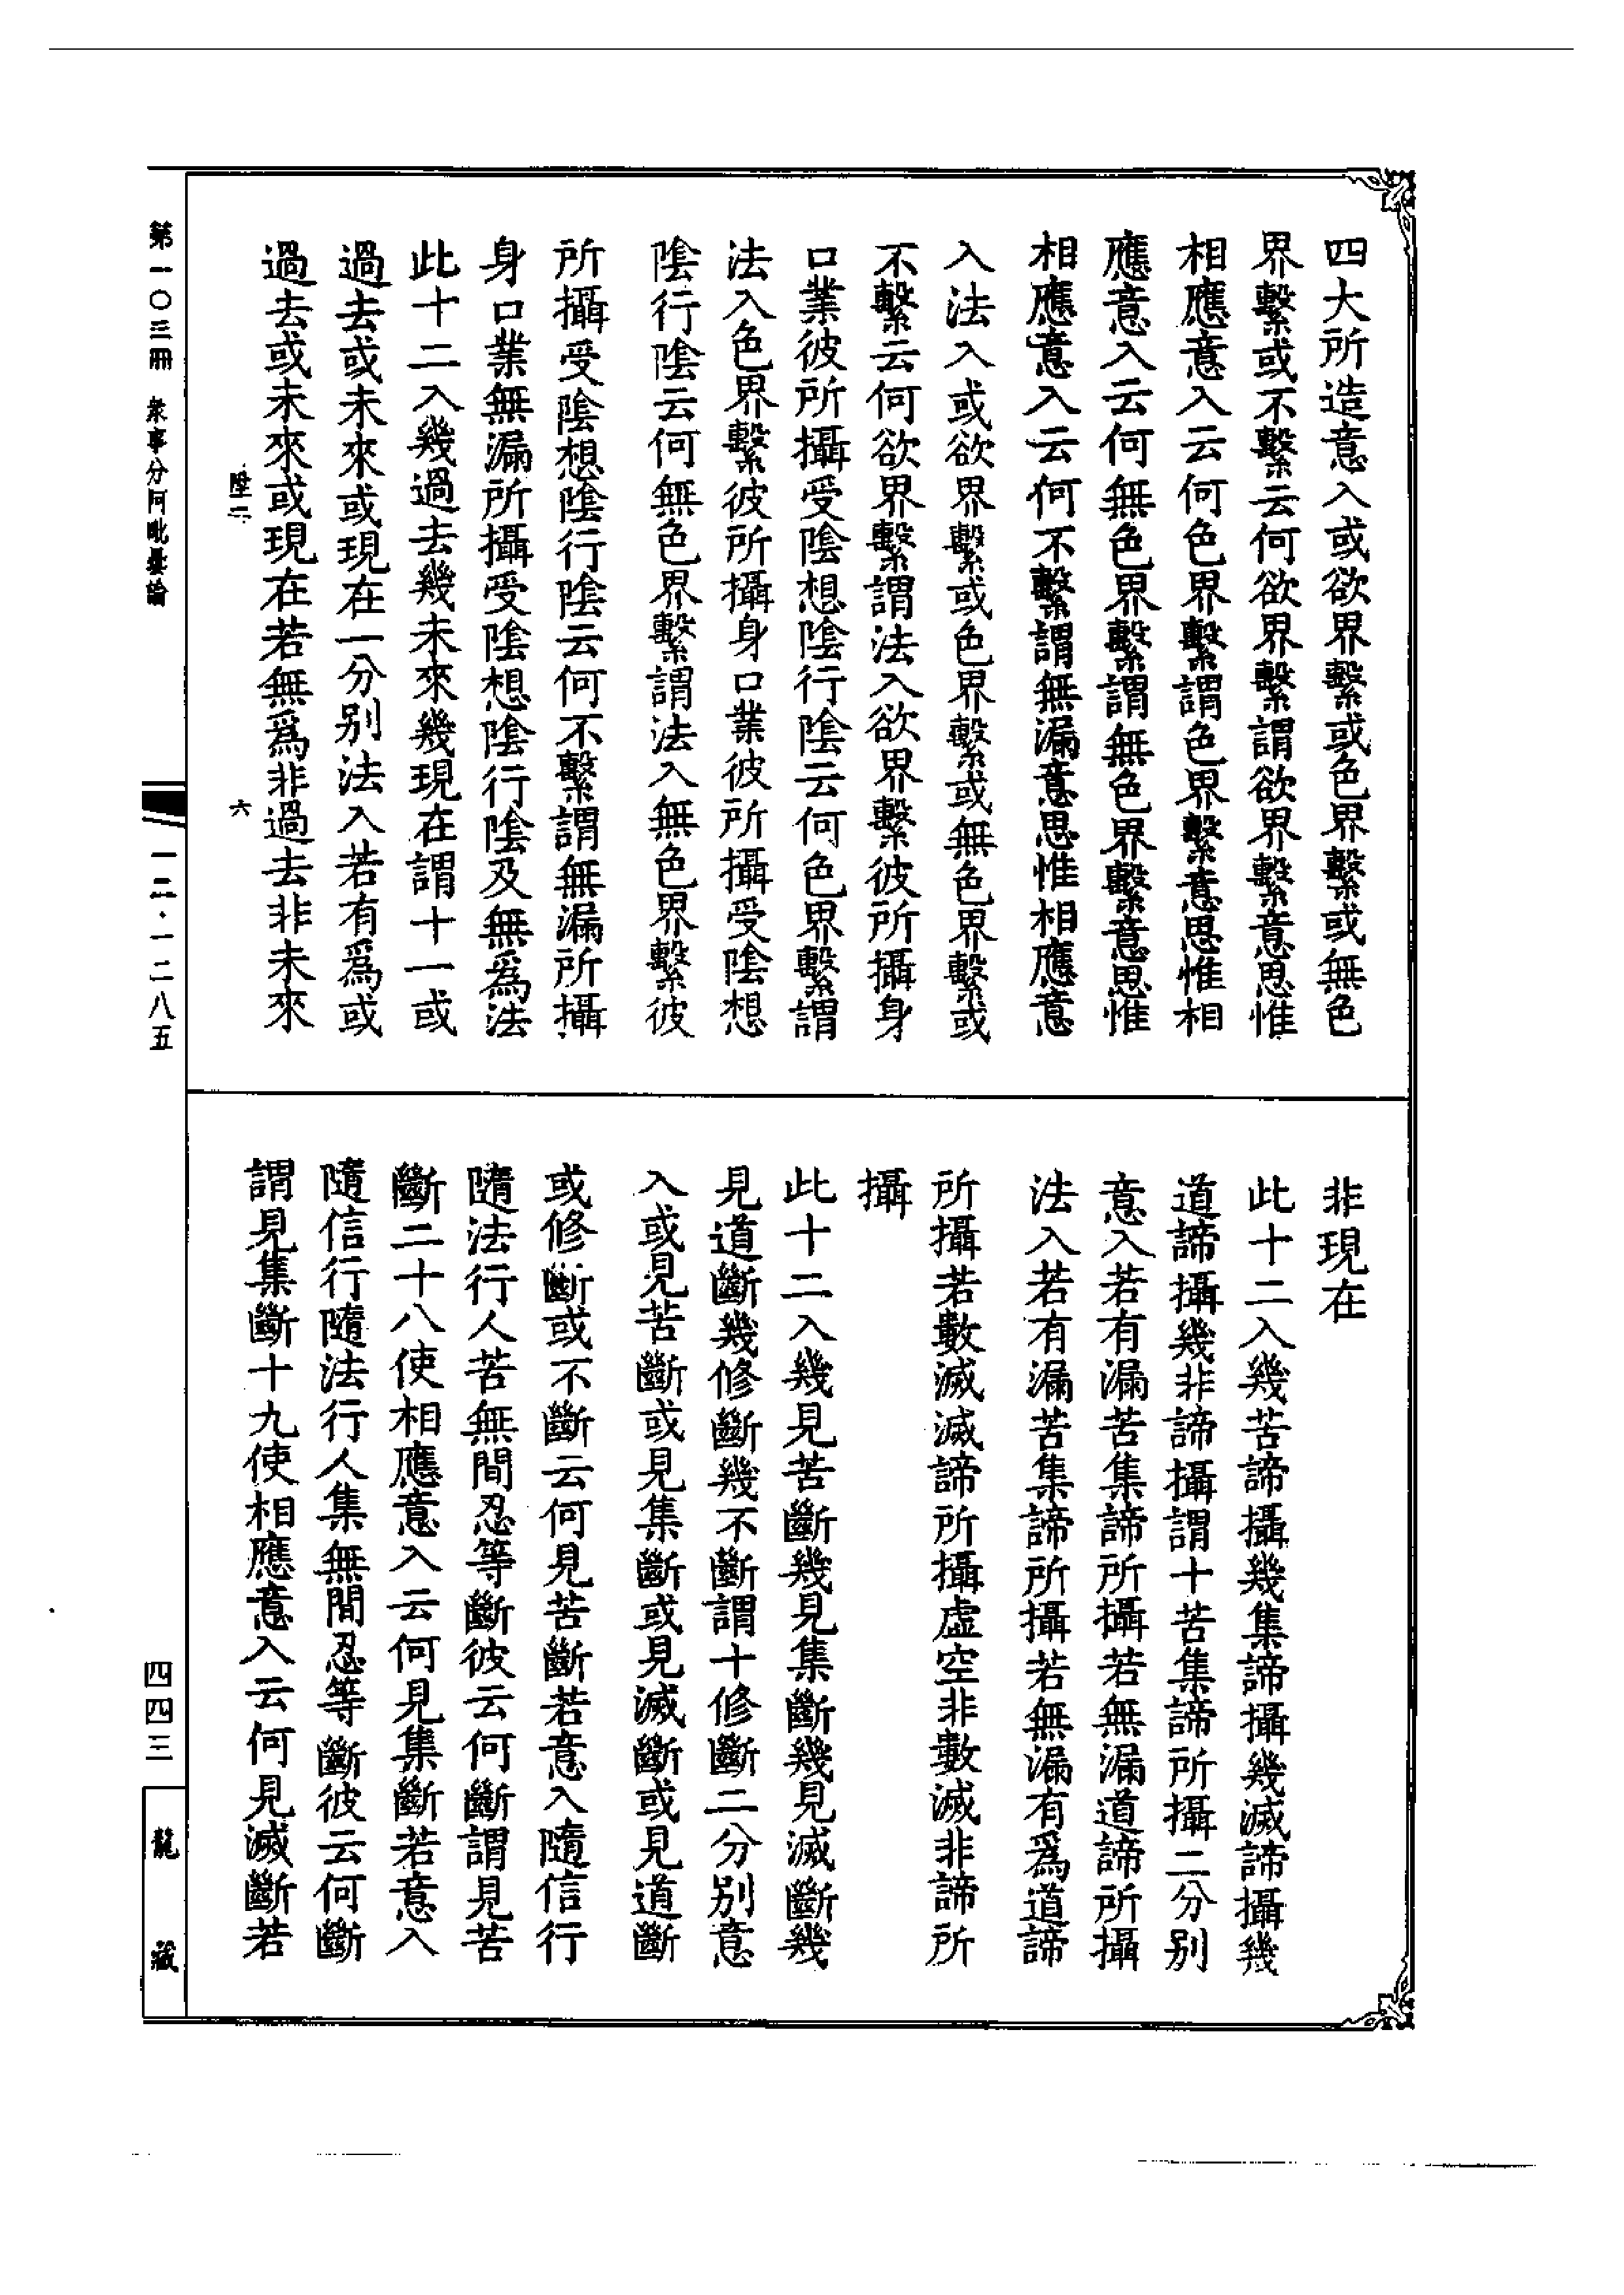 四大所造意入或欲界繫或色界繫或無色
界繫或不繫云何欲界繫謂欲界繫意思惟
相應意入云何色界繫謂色界繫意思惟相
應意入云何無色界繫謂無色界繫意思惟
相應意入云何不繫謂無漏意思惟相應意
入法入或欲界繫或色界繫或無色界繫或
不繫云何欲界繫謂法入欲界繫彼所攝身
口業彼所攝受陰想陰行陰云何色界繫謂
法入色界繫彼所攝身口業彼所攝受陰想
陰行陰云何無色界繫謂法入無色界繫彼
所攝受陰想陰行陰云何不繫謂無漏所攝
身口業無漏所攝受陰想陰行陰及無為法
此十二入幾過去幾未來幾現在謂十一或
過去或未來或現在一分別法入若有為或
過去或未來或現在若無為非過去非未來
非現在
此十二入幾苦諦攝幾集諦攝幾滅諦攝幾
道諦攝幾非諦攝謂十苦集諦所攝二分別
意入若有漏苦集諦所攝若無漏道諦所攝
法入若有漏苦集諦所攝若無漏有為道諦
所攝若數滅滅諦所攝虛空非數滅非諦所
攝
此十二入幾見苦斷幾見集斷幾見滅斷幾
見道斷幾修斷幾不斷謂十修斷二分別意
入或見苦斷或見集斷或見滅斷或見道斷
或修斷或不斷云何見苦斷若意入隨信行
隨法行人苦無間忍等斷彼云何斷謂見苦
斷二十八使相應意入云何見集斷若意入
隨信行隨法行人集無間忍等斷彼云何斷
謂見集斷十九使相應意入云何見滅斷若
陞二 六
第一〇三冊 衆事分阿毗曇論
一二·一二八五
四四三
龍藏